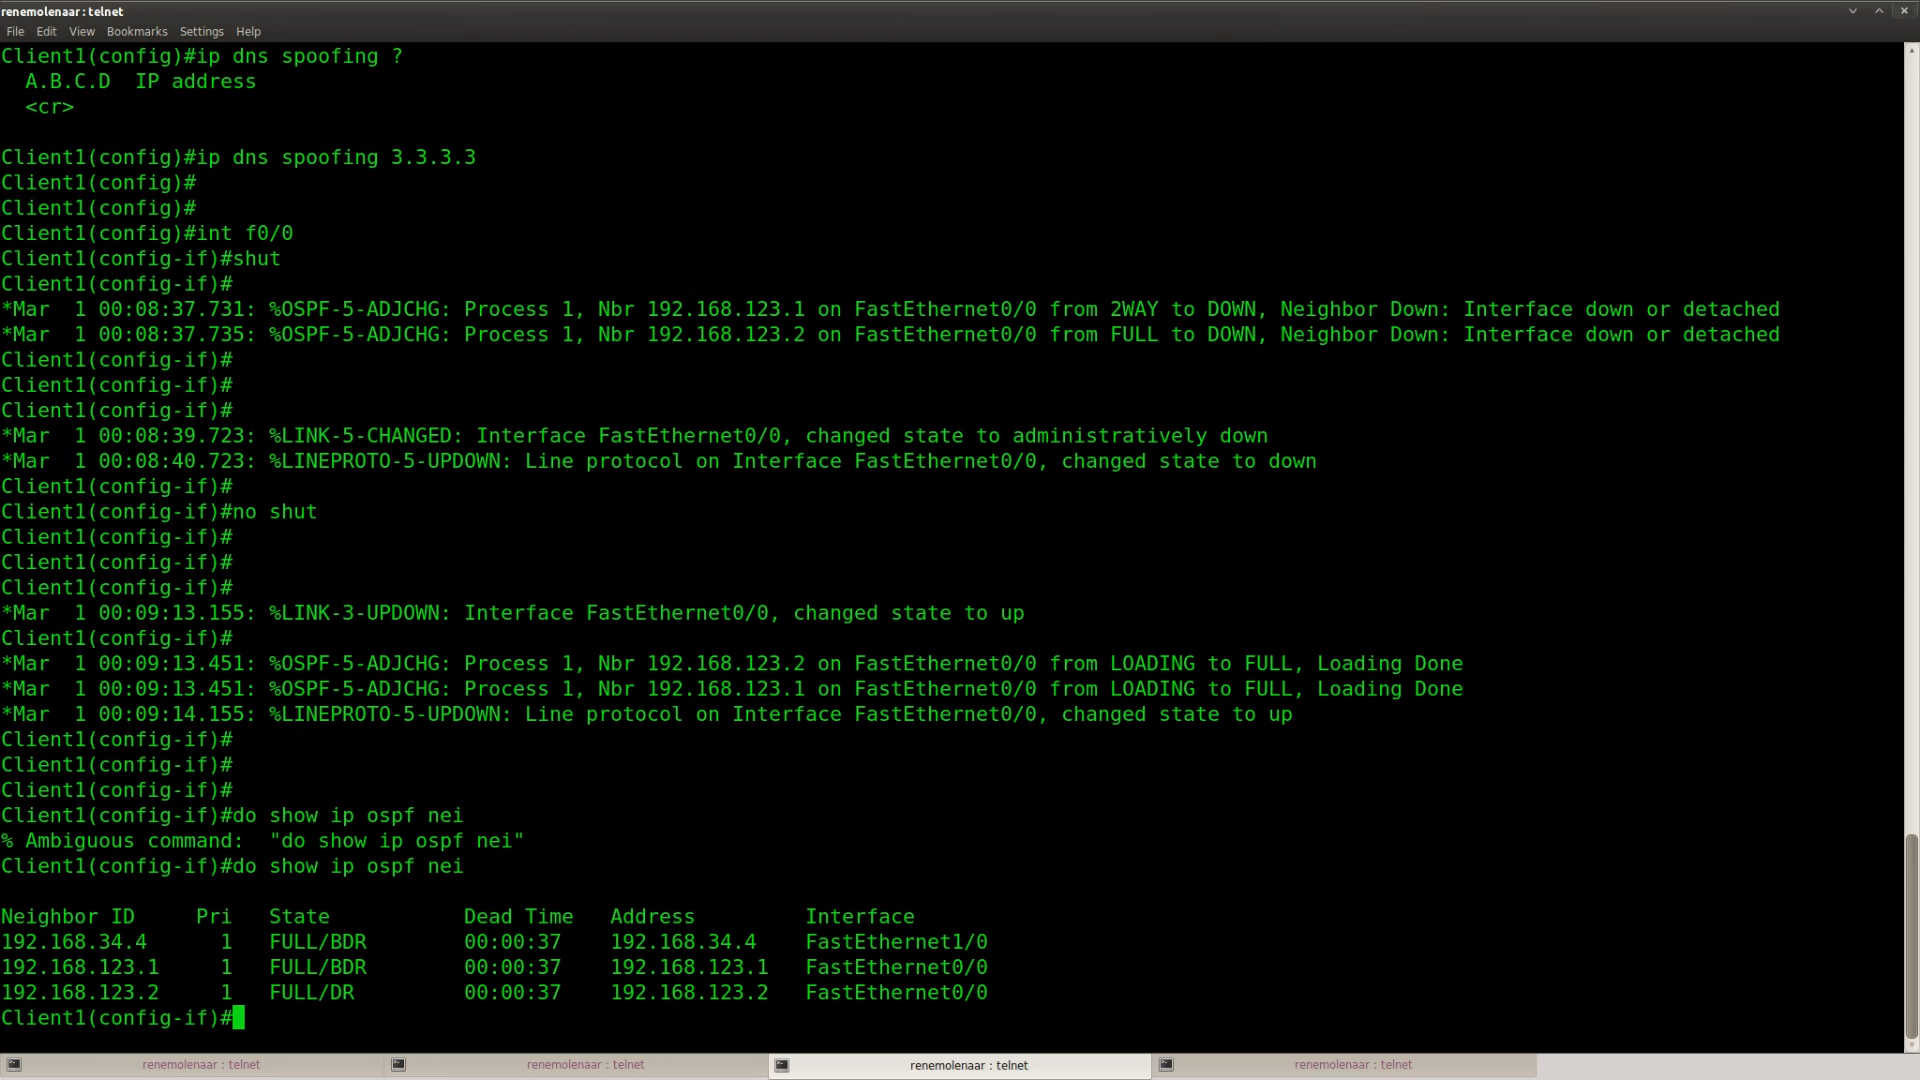 renemolenaar : telnet
File Edit View Bookmarks Settings Help
Client1(config)#ip dns spoofing ?
  A.B.C.D  IP address
  <cr>
Client1(config)#ip dns spoofing 3.3.3.3
Client1(config)#
Client1(config)#
Client1(config)#int f0/0
Client1(config-if)#shut
Client1(config-if)#
*Mar  1 00:08:37.731: %OSPF-5-ADJCHG: Process 1, Nbr 192.168.123.1 on FastEthernet0/0 from 2WAY to DOWN, Neighbor Down: Interface down or detached
*Mar  1 00:08:37.735: %OSPF-5-ADJCHG: Process 1, Nbr 192.168.123.2 on FastEthernet0/0 from FULL to DOWN, Neighbor Down: Interface down or detached
Client1(config-if)#
Client1(config-if)#
Client1(config-if)#
*Mar  1 00:08:39.723: %LINK-5-CHANGED: Interface FastEthernet0/0, changed state to administratively down
*Mar  1 00:08:40.723: %LINEPROTO-5-UPDOWN: Line protocol on Interface FastEthernet0/0, changed state to down
Client1(config-if)#
Client1(config-if)#no shut
Client1(config-if)#
Client1(config-if)#
Client1(config-if)#
*Mar  1 00:09:13.155: %LINK-3-UPDOWN: Interface FastEthernet0/0, changed state to up
Client1(config-if)#
*Mar  1 00:09:13.451: %OSPF-5-ADJCHG: Process 1, Nbr 192.168.123.2 on FastEthernet0/0 from LOADING to FULL, Loading Done
*Mar  1 00:09:13.451: %OSPF-5-ADJCHG: Process 1, Nbr 192.168.123.1 on FastEthernet0/0 from LOADING to FULL, Loading Done
*Mar  1 00:09:14.155: %LINEPROTO-5-UPDOWN: Line protocol on Interface FastEthernet0/0, changed state to up
Client1(config-if)#
Client1(config-if)#
Client1(config-if)#
Client1(config-if)#do show ip ospf nei
% Ambiguous command:  "do show ip ospf nei"
Client1(config-if)#do show ip ospf nei
Neighbor ID     Pri   State           Dead Time   Address         Interface
192.168.34.4      1   FULL/BDR        00:00:37    192.168.34.4    FastEthernet1/0
192.168.123.1     1   FULL/BDR        00:00:37    192.168.123.1   FastEthernet0/0
192.168.123.2     1   FULL/DR         00:00:37    192.168.123.2   FastEthernet0/0
Client1(config-if)#
renemolenaar : telnet renemolenaar : telnet renemolenaar : telnet renemolenaar : telnet